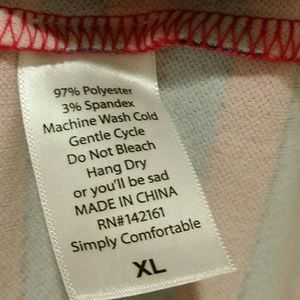 97% Polyester
3% Spandex
Machine Wash Cold
Gentle Cycle
Do Not Bleach
Hang Dry
or you'll be sad
MADE IN CHINA
RN#142161
Simply Comfortable
XL